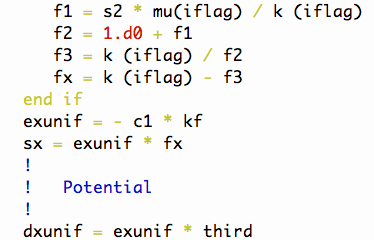 f1 = s2 * mu(iflag) / k (iflag)
f2 = 1.d0 + f1
f3 = k (iflag) / f2
fx = k (iflag) - f3
end if
exunif = - c1 * kf
sx = exunif * fx
!
!   Potential
!
dxunif = exunif * third